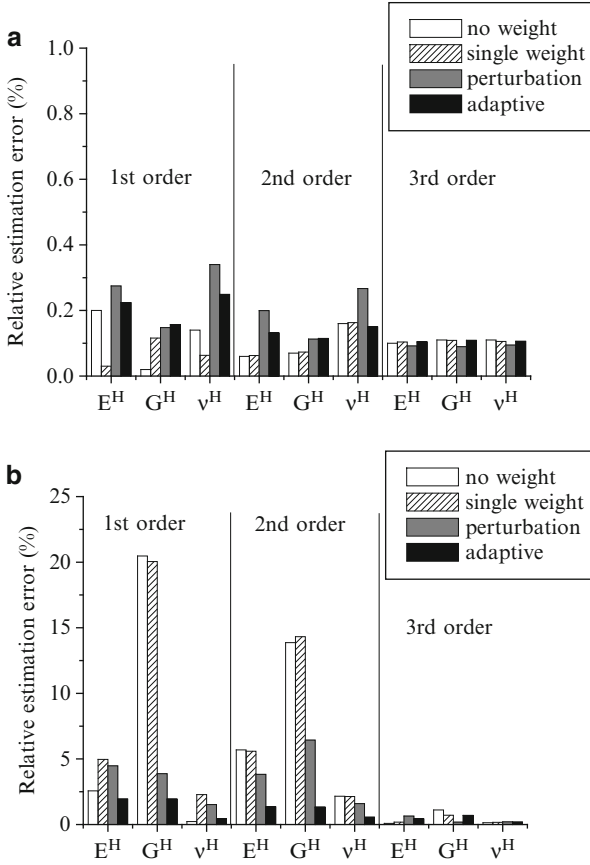 a
no weight
single weight
perturbation
adaptive
Relative estimation error (%)
1.0
0.8
0.6
0.4
0.2
0.0
1st order
2nd order
3rd order
E^H G^H ν^H E^H G^H ν^H E^H G^H ν^H
b
no weight
single weight
perturbation
adaptive
Relative estimation error (%)
25
20
15
10
5
0
1st order
2nd order
3rd order
E^H G^H ν^H E^H G^H ν^H E^H G^H ν^H